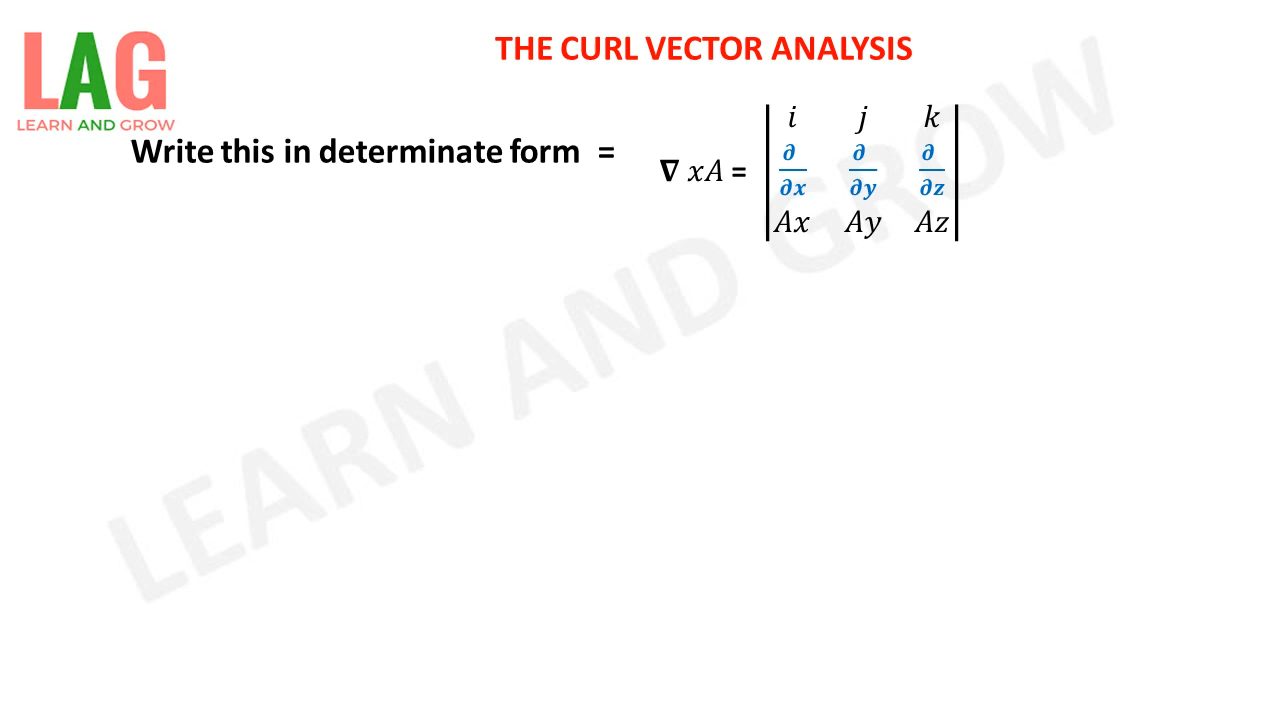 LAG
LEARN AND GROW
THE CURL VECTOR ANALYSIS
Write this in determinate form =
∇ xA = | i j k |
| ∂/∂x ∂/∂y ∂/∂z |
| Ax Ay Az |
LEARN AND GROW